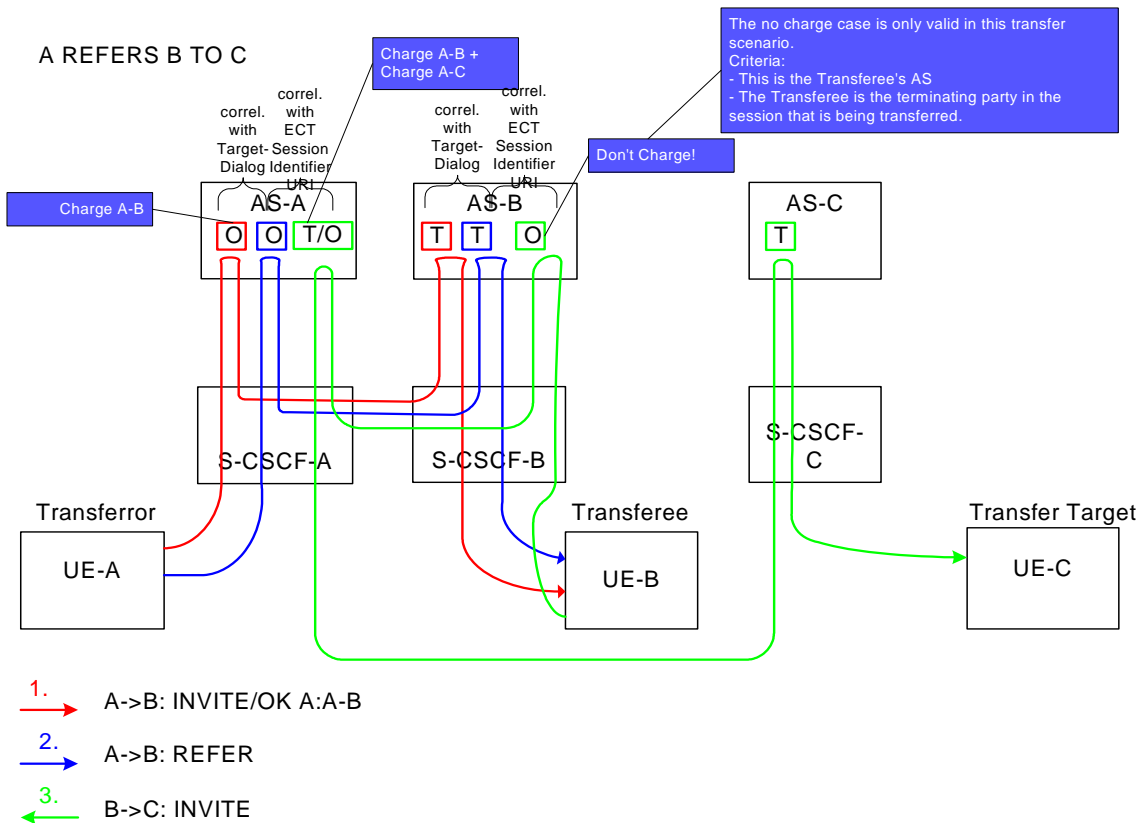 A REFERS B TO C
Charge A-B +
Charge A-C
The no charge case is only valid in this transfer
scenario.
Criteria:
- This is the Transferee's AS
- The Transferee is the terminating party in the
session that is being transferred.
correl.
with
Target-
Dialog
correl.
with
ECT
Session
Identifier
URI
correl.
with
Target-
Dialog
correl.
with
ECT
Session
Identifier
URI
Don't Charge!
Charge A-B
AS-A
O
O
T/O
AS-B
T
T
O
AS-C
T
S-CSCF-A
S-CSCF-B
S-CSCF-
C
Transferror
UE-A
Transferee
UE-B
Transfer Target
UE-C
1.
A->B: INVITE/OK A:A-B
2.
A->B: REFER
3.
B->C: INVITE